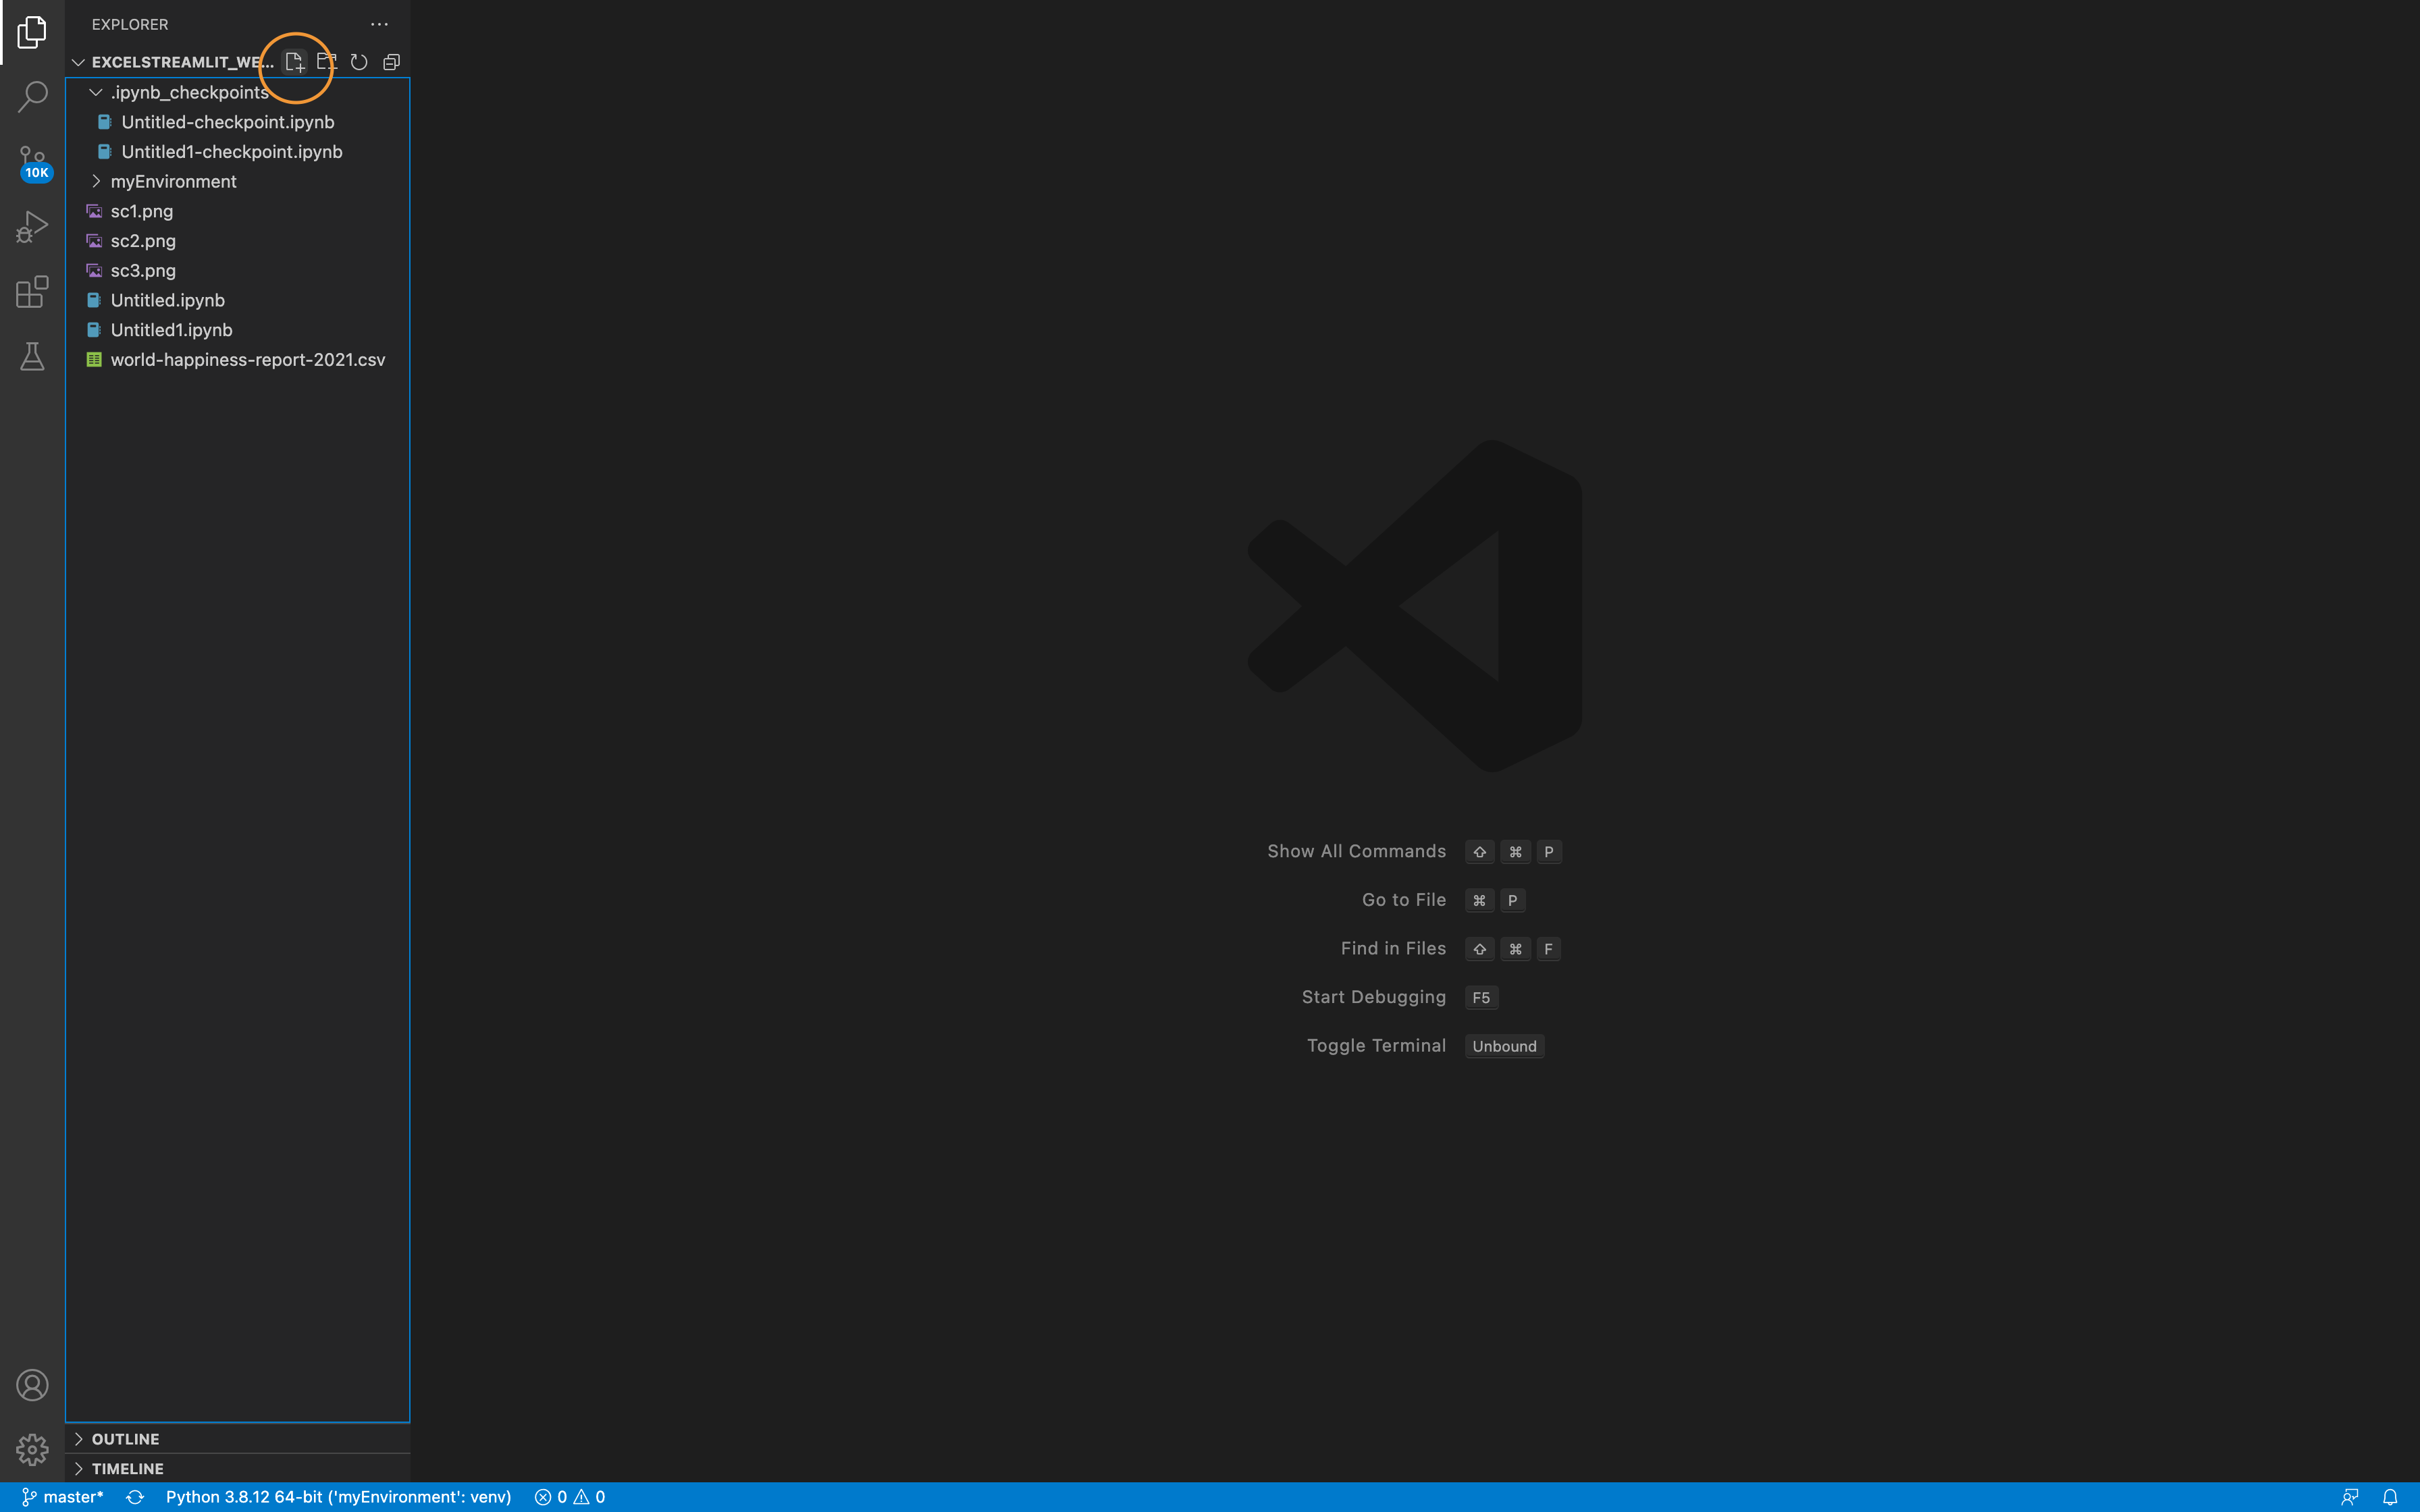 EXPLORER
EXCELSTREAMLIT_WE...
.ipynb_checkpoints
Untitled-checkpoint.ipynb
Untitled1-checkpoint.ipynb
10K
myEnvironment
sc1.png
sc2.png
sc3.png
Untitled.ipynb
Untitled1.ipynb
world-happiness-report-2021.csv
Show All Commands ⇧ ⌘ P
Go to File ⌘ P
Find in Files ⇧ ⌘ F
Start Debugging F5
Toggle Terminal Unbound
OUTLINE
TIMELINE
master* Python 3.8.12 64-bit ('myEnvironment': venv) 0 0